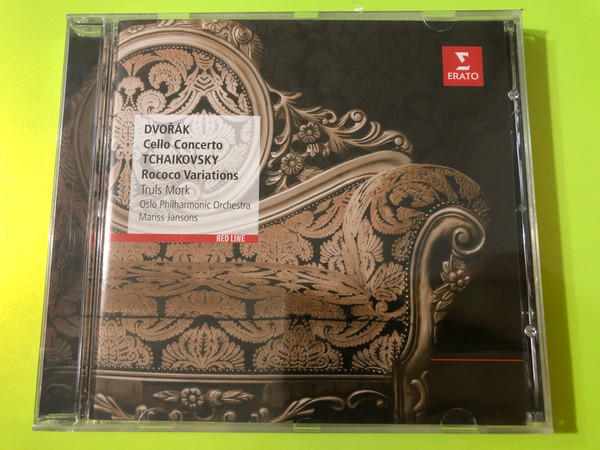 ERATO
DVOŘÁK
Cello Concerto
TCHAIKOVSKY
Rococo Variations
Truls Mørk
Oslo Philharmonic Orchestra
Mariss Jansons
RED LINE